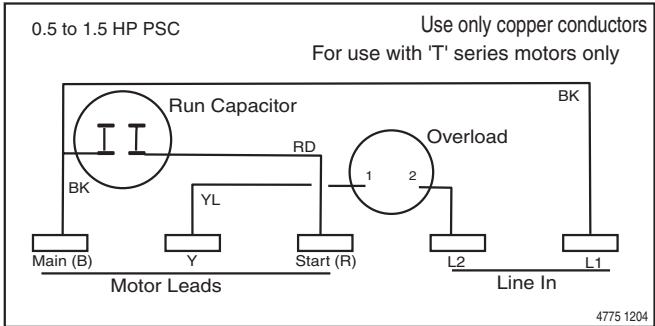 0.5 to 1.5 HP PSC
Use only copper conductors
For use with 'T' series motors only
BK
Run Capacitor
Overload
RD
1
2
BK
YL
Main (B)
Y
Start (R)
L2
L1
Motor Leads
Line In
4775 1204